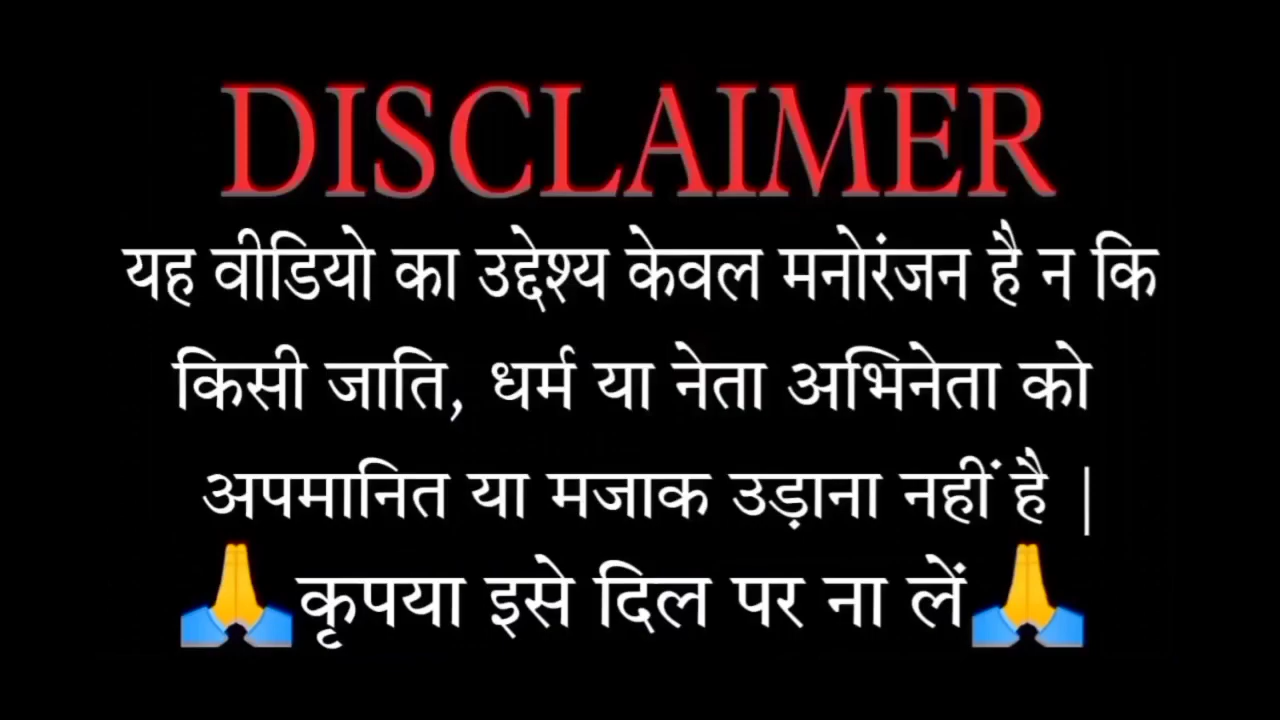 DISCLAIMER
यह वीडियो का उद्देश्य केवल मनोरंजन है न कि
किसी जाति, धर्म या नेता अभिनेता को
अपमानित या मजाक उड़ाना नहीं है |
🙏कृपया इसे दिल पर ना लें🙏